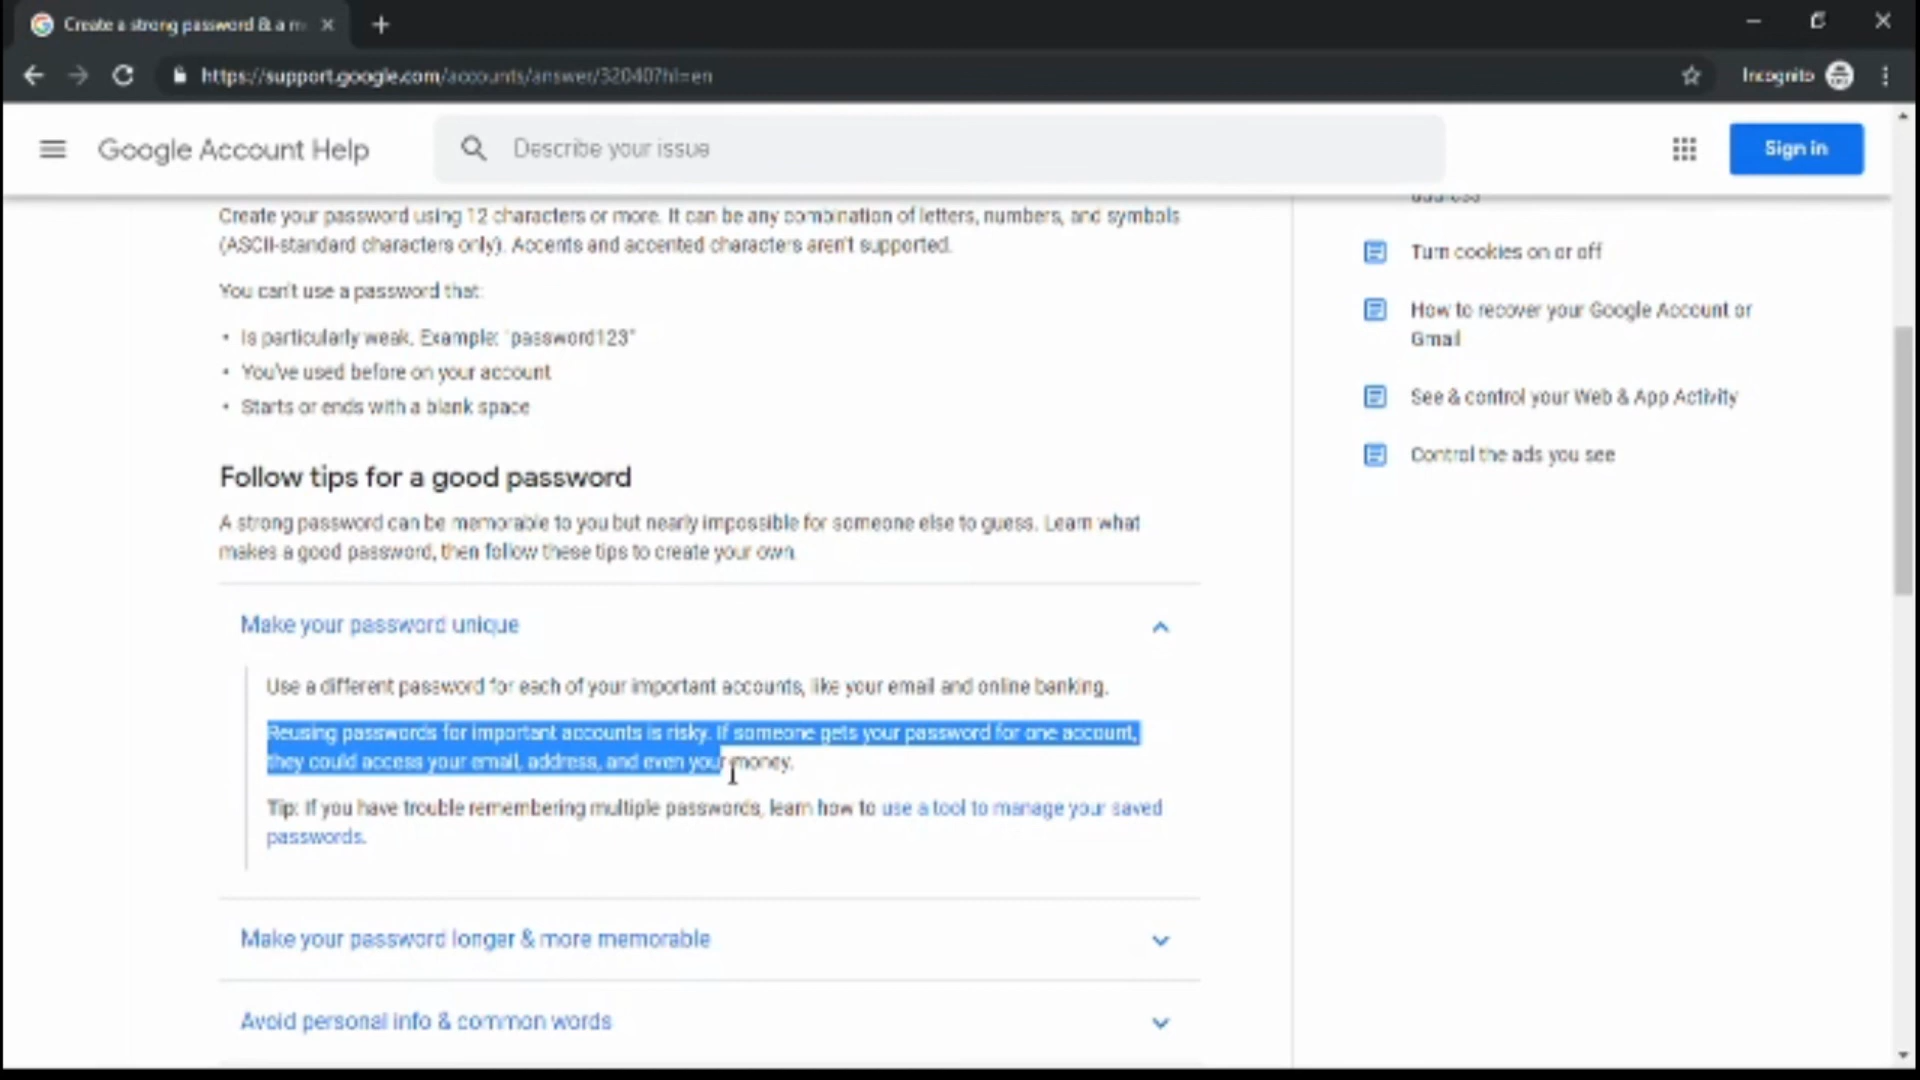 Create a strong password & a m
https://support.google.com/accounts/answer/32040?hl=en
Incognito
Google Account Help
Describe your issue
Sign in
Create your password using 12 characters or more. It can be any combination of letters, numbers, and symbols
(ASCII-standard characters only). Accents and accented characters aren't supported.
You can't use a password that:
• Is particularly weak. Example: "password123"
• You've used before on your account
• Starts or ends with a blank space
Follow tips for a good password
A strong password can be memorable to you but nearly impossible for someone else to guess. Learn what
makes a good password, then follow these tips to create your own.
Make your password unique
Use a different password for each of your important accounts, like your email and online banking.
Reusing passwords for important accounts is risky. If someone gets your password for one account,
they could access your email, address, and even your money.
Tip: If you have trouble remembering multiple passwords, learn how to use a tool to manage your saved
passwords.
Make your password longer & more memorable
Avoid personal info & common words
address
Turn cookies on or off
How to recover your Google Account or
Gmail
See & control your Web & App Activity
Control the ads you see